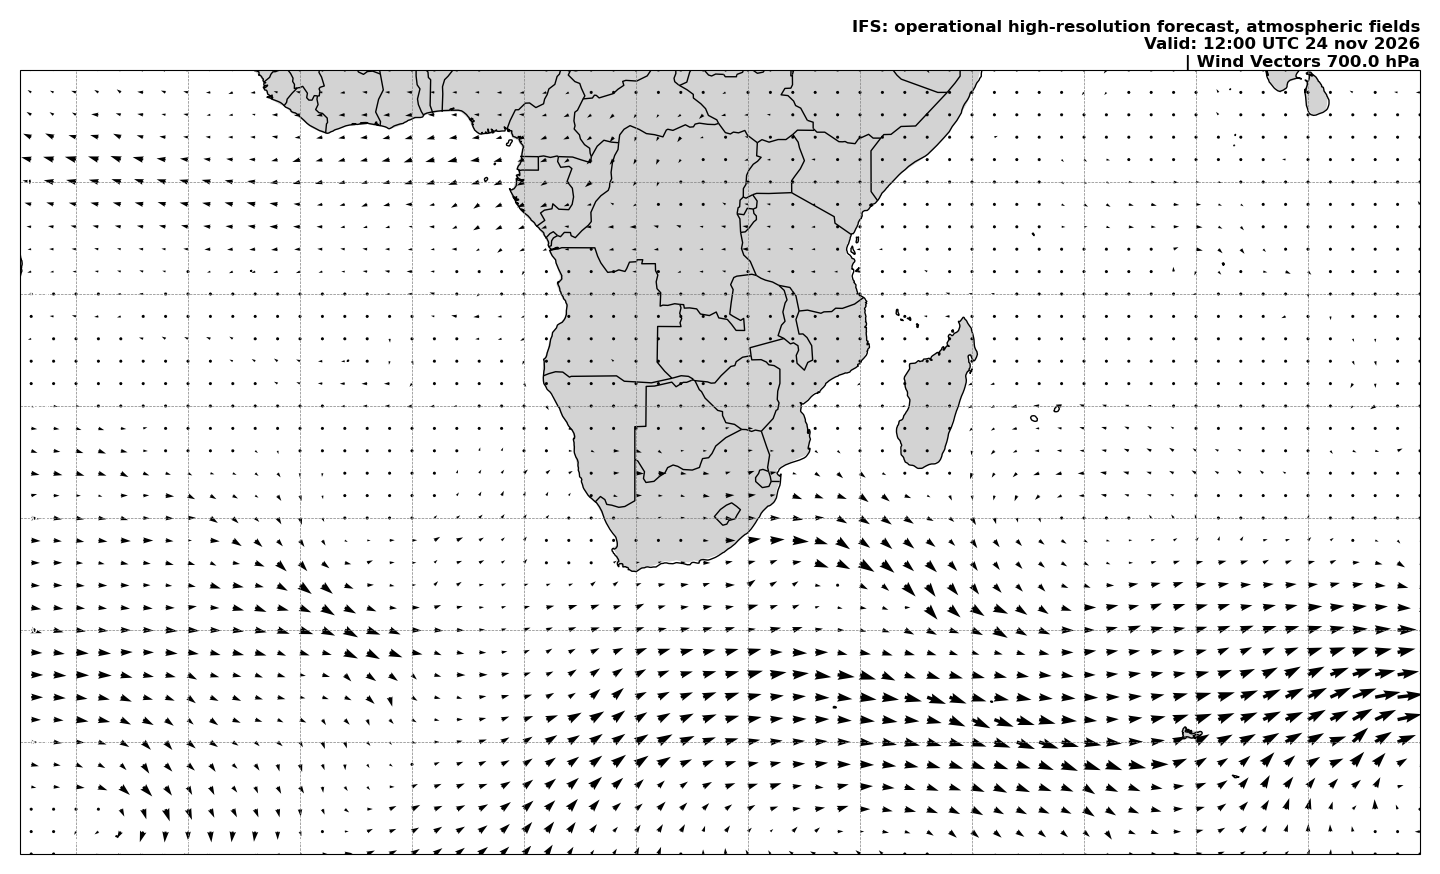 IFS: operational high-resolution forecast, atmospheric fields
Valid: 12:00 UTC 24 nov 2026
| Wind Vectors 700.0 hPa